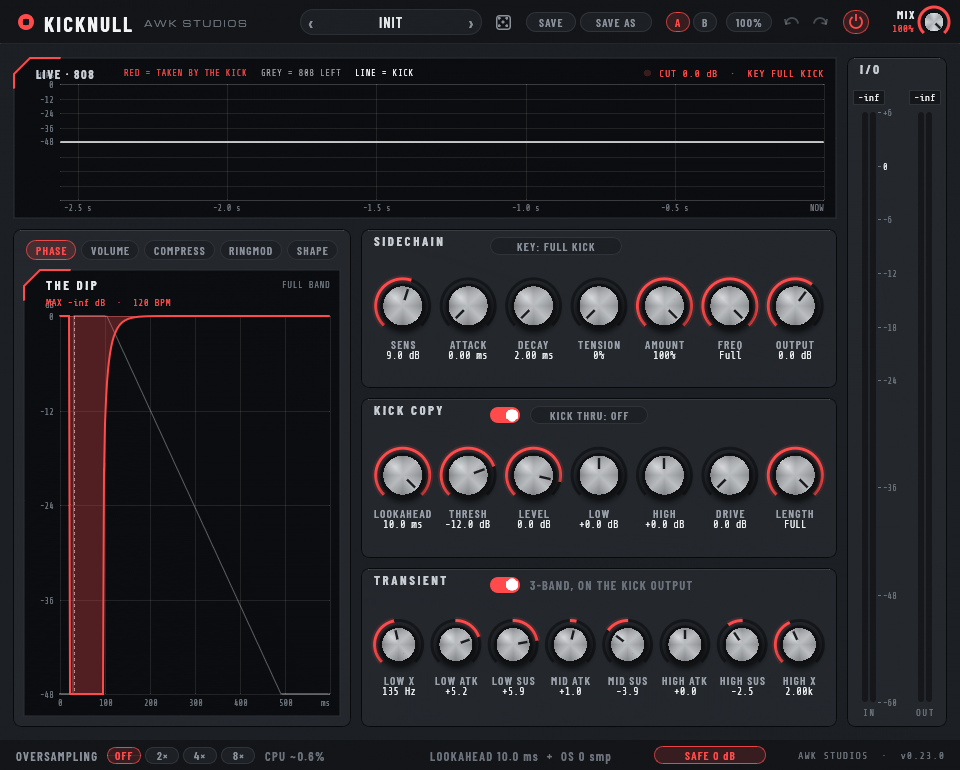 KICKNULL AWK STUDIOS ‹ INIT › SAVE SAVE AS A B 100% MIX 100%
LIVE · 808 RED = TAKEN BY THE KICK GREY = 808 LEFT LINE = KICK CUT 0.0 dB · KEY FULL KICK
0
-12
-24
-36
-48
-2.5 s -2.0 s -1.5 s -1.0 s -0.5 s NOW
I/O
-inf -inf
+6
0
-6
-12
-18
-24
-36
-48
-60
IN OUT
PHASE VOLUME COMPRESS RINGMOD SHAPE
THE DIP FULL BAND
MAX -inf dB · 120 BPM
dB
0
-12
-24
-36
-48
0 100 200 300 400 500 ms
SIDECHAIN KEY: FULL KICK
SENS ATTACK DECAY TENSION AMOUNT FREQ OUTPUT
9.0 dB 0.00 ms 2.00 ms 0% 100% Full 0.0 dB
KICK COPY KICK THRU: OFF
LOOKAHEAD THRESH LEVEL LOW HIGH DRIVE LENGTH
10.0 ms -12.0 dB 0.0 dB +0.0 dB +0.0 dB 0.0 dB FULL
TRANSIENT 3-BAND, ON THE KICK OUTPUT
LOW X LOW ATK LOW SUS MID ATK MID SUS HIGH ATK HIGH SUS HIGH X
135 Hz +5.2 +5.9 +1.0 -3.9 +0.0 -2.5 2.00k
OVERSAMPLING OFF 2× 4× 8× CPU ~0.6% LOOKAHEAD 10.0 ms + OS 0 smp SAFE 0 dB AWK STUDIOS · v0.23.0